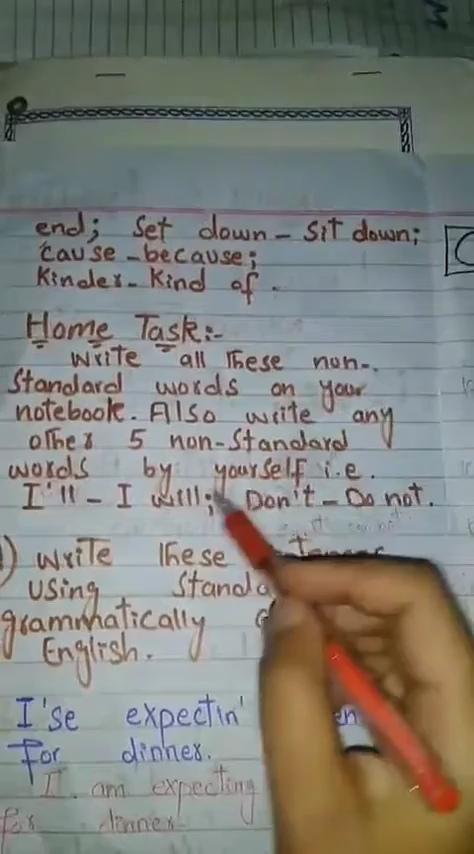 end; Set down - Sit down;
'cause - because;
Kinder - Kind of.
Home Task:-
Write all these non-
Standard words on your
notebook. Also write any
other 5 non-Standard
words by yourself i.e.
I'll - I will; Don't - Do not.
) Write these
using
grammatically
English.
I'se expectin'
for dinner.
I am expecting
for dinner